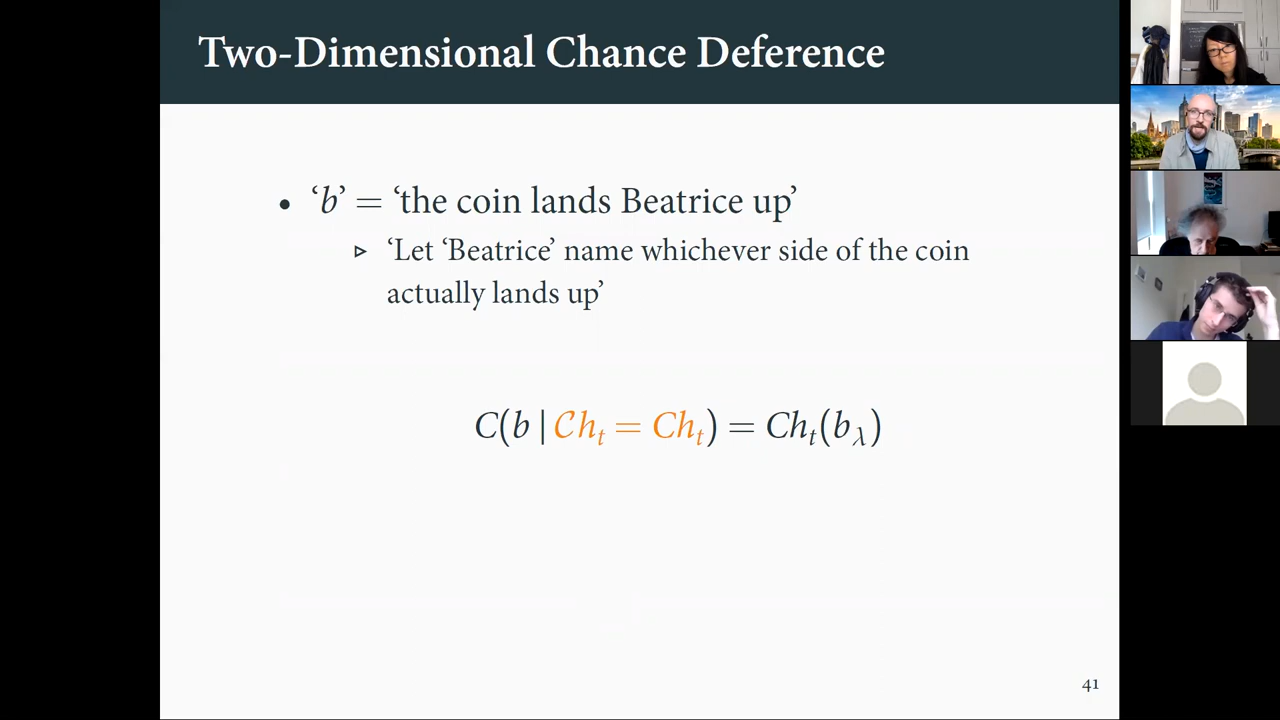 Two-Dimensional Chance Deference
• ‘b’ = ‘the coin lands Beatrice up’
▹ ‘Let ‘Beatrice’ name whichever side of the coin
actually lands up’
C(b | 𝒞h_t = Ch_t) = Ch_t(b_λ)
41